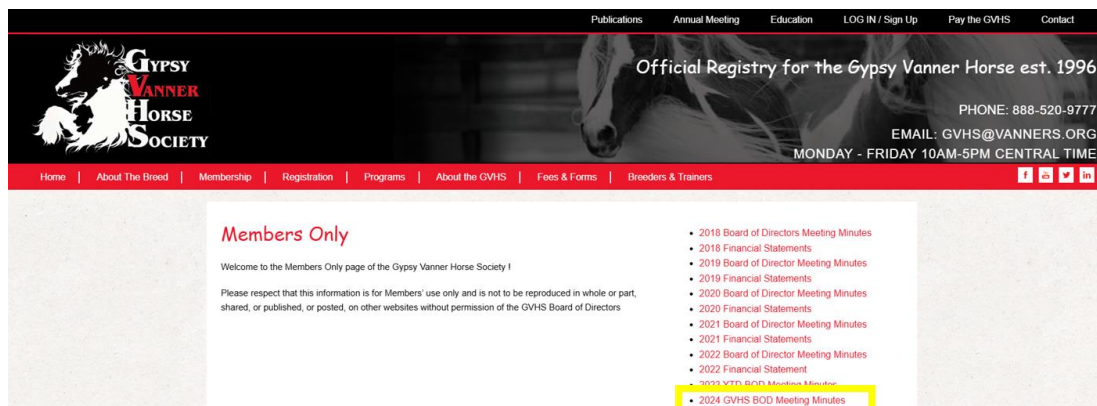 Publications Annual Meeting Education LOG IN / Sign Up Pay the GVHS Contact
GYPSY
VANNER
HORSE
SOCIETY
Official Registry for the Gypsy Vanner Horse est. 1996
PHONE: 888-520-9777
EMAIL: GVHS@VANNERS.ORG
MONDAY - FRIDAY 10AM-5PM CENTRAL TIME
Home | About The Breed | Membership | Registration | Programs | About the GVHS | Fees & Forms | Breeders & Trainers
Members Only
Welcome to the Members Only page of the Gypsy Vanner Horse Society !
Please respect that this information is for Members' use only and is not to be reproduced in whole or part,
shared, or published, or posted, on other websites without permission of the GVHS Board of Directors
• 2018 Board of Directors Meeting Minutes
• 2018 Financial Statements
• 2019 Board of Director Meeting Minutes
• 2019 Financial Statements
• 2020 Board of Director Meeting Minutes
• 2020 Financial Statements
• 2021 Board of Director Meeting Minutes
• 2021 Financial Statements
• 2022 Board of Director Meeting Minutes
• 2022 Financial Statement
• 2023 YTD BOD Meeting Minutes
• 2024 GVHS BOD Meeting Minutes